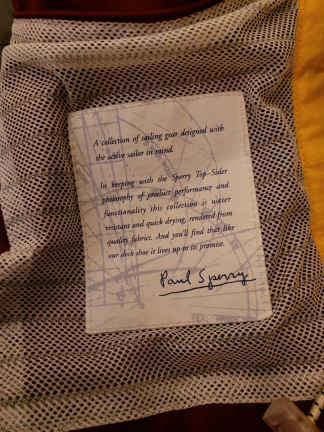 A collection of sailing gear designed with
the active sailor in mind.
In keeping with the Sperry Top-Sider
philosophy of product performance and
functionality this collection is water
resistant and quick drying, rendered from
quality fabrics. And you'll find that like
our deck shoe it lives up to its promise.
Paul Sperry